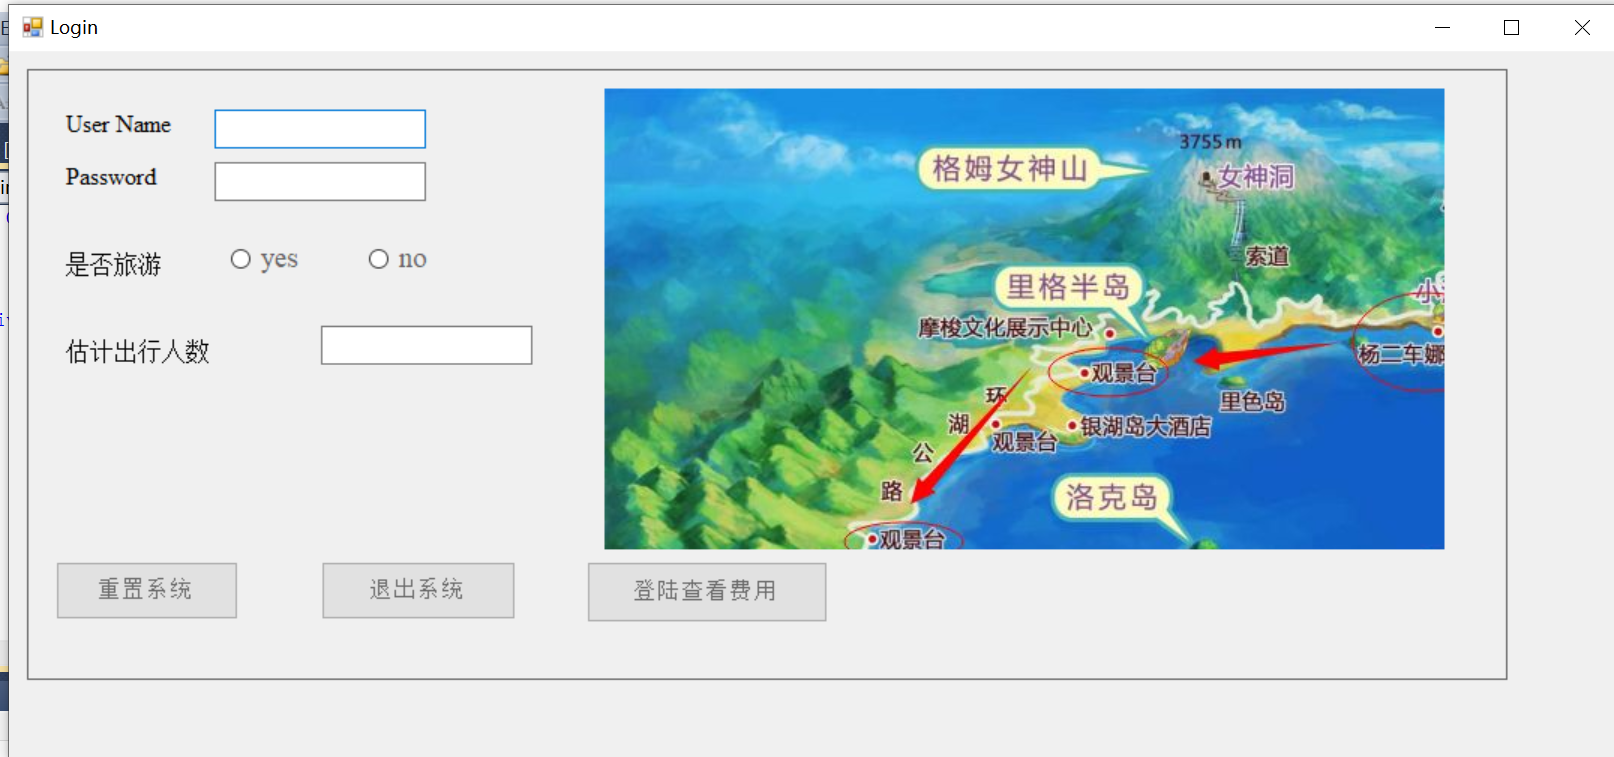 Login
User Name
Password
是否旅游
yes
no
估计出行人数
3755m
格姆女神山
女神洞
索道
里格半岛
小
摩梭文化展示中心
杨二车娜
观景台
里色岛
环
湖
公
路
观景台
银湖岛大酒店
洛克岛
观景台
重置系统
退出系统
登陆查看费用